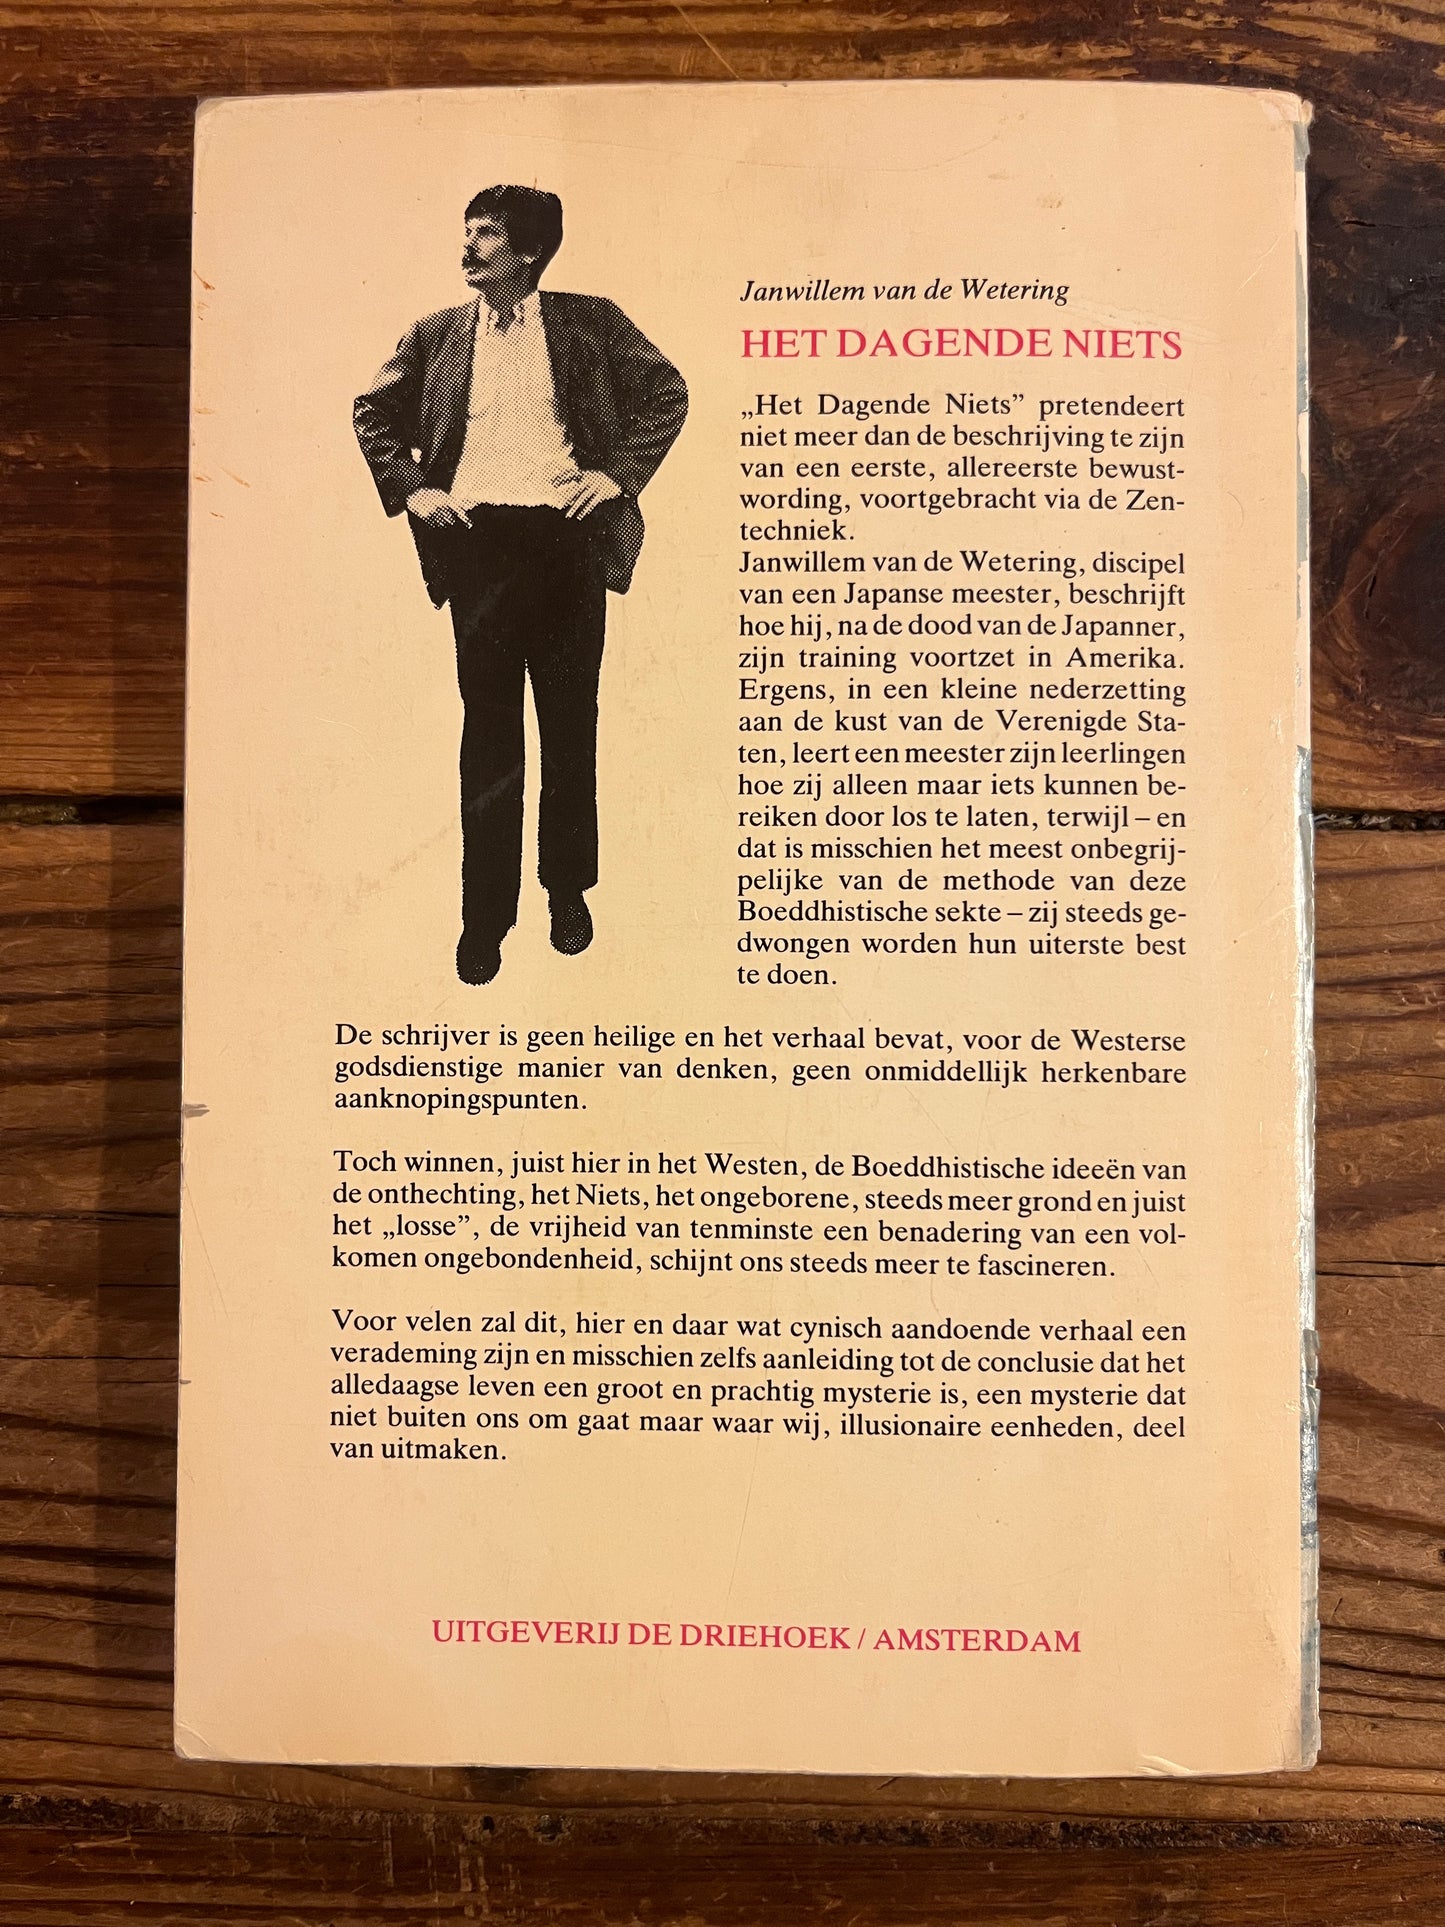 Janwillem van de Wetering
HET DAGENDE NIETS
„Het Dagende Niets” pretendeert
niet meer dan de beschrijving te zijn
van een eerste, allereerste bewust-
wording, voortgebracht via de Zen-
techniek.
Janwillem van de Wetering, discipel
van een Japanse meester, beschrijft
hoe hij, na de dood van de Japanner,
zijn training voortzet in Amerika.
Ergens, in een kleine nederzetting
aan de kust van de Verenigde Sta-
ten, leert een meester zijn leerlingen
hoe zij alleen maar iets kunnen be-
reiken door los te laten, terwijl – en
dat is misschien het meest onbegrij-
pelijke van de methode van deze
Boeddhistische sekte – zij steeds ge-
dwongen worden hun uiterste best
te doen.
De schrijver is geen heilige en het verhaal bevat, voor de Westerse
godsdienstige manier van denken, geen onmiddellijk herkenbare
aanknopingspunten.
Toch winnen, juist hier in het Westen, de Boeddhistische ideeën van
de onthechting, het Niets, het ongeborene, steeds meer grond en juist
het „losse”, de vrijheid van tenminste een benadering van een vol-
komen ongebondenheid, schijnt ons steeds meer te fascineren.
Voor velen zal dit, hier en daar wat cynisch aandoende verhaal een
verademing zijn en misschien zelfs aanleiding tot de conclusie dat het
alledaagse leven een groot en prachtig mysterie is, een mysterie dat
niet buiten ons om gaat maar waar wij, illusionaire eenheden, deel
van uitmaken.
UITGEVERIJ DE DRIEHOEK / AMSTERDAM